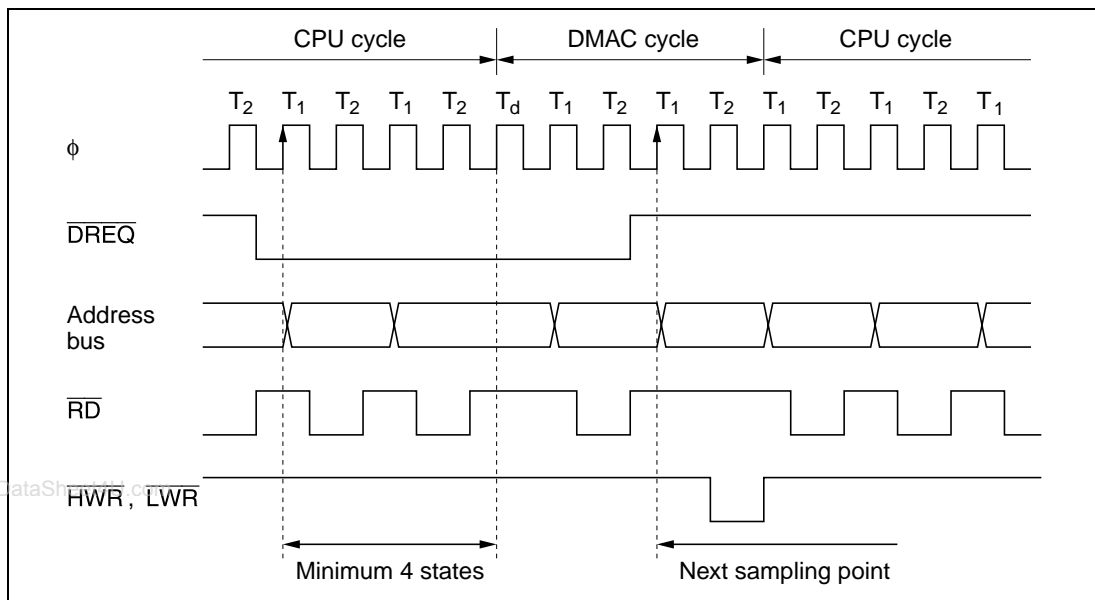 CPU cycle DMAC cycle CPU cycle
T2 T1 T2 T1 T2 Td T1 T2 T1 T2 T1 T2 T1 T2 T1
ϕ
DREQ
Address
bus
RD
HWR, LWR
Minimum 4 states Next sampling point